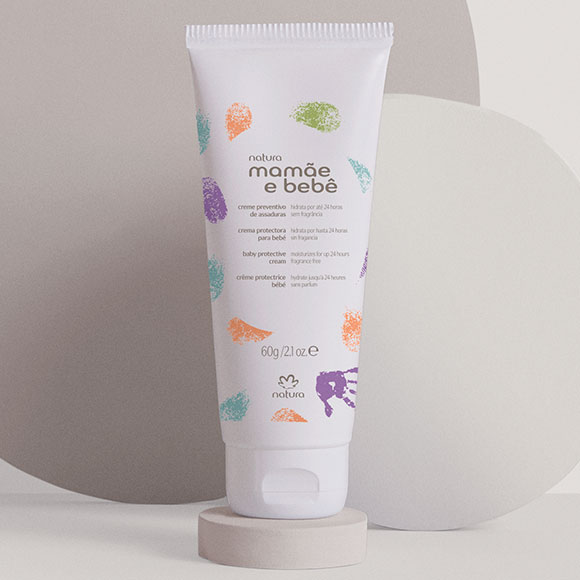 natura
mamãe
e bebê
creme preventivo de assaduras
hidrata por até 24 horas
sem fragrância
crema protectora para bebé
hidrata por hasta 24 horas
sin fragancia
baby protective cream
moisturizes for up 24 hours
fragrance free
crème protectrice bébé
hydrate jusqu'à 24 heures
sans parfum
60g /2.1 oz. e
natura